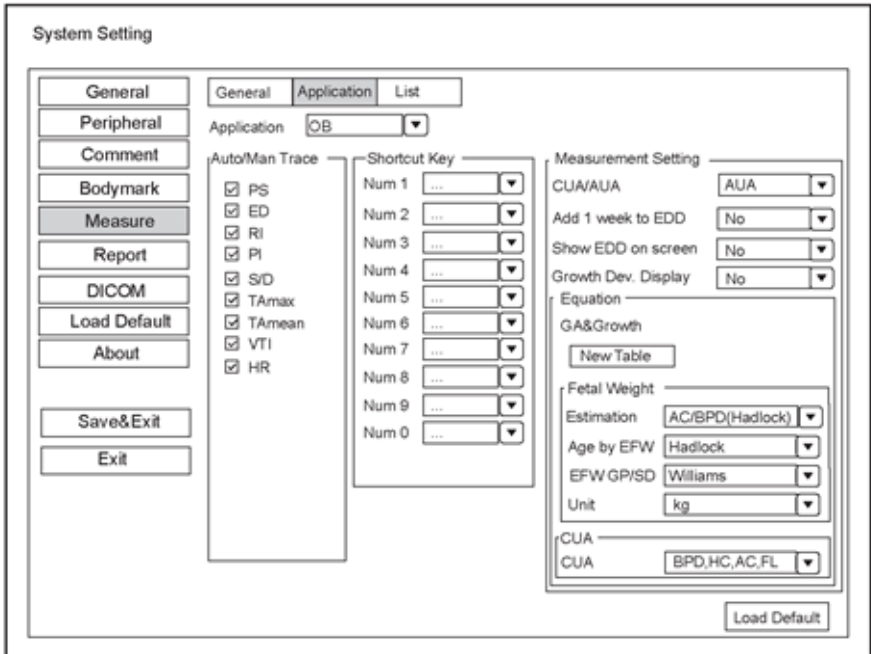 System Setting
General
Peripheral
Comment
Bodymark
Measure
Report
DICOM
Load Default
About
Save&Exit
Exit
General Application List
Application OB
Auto/Man Trace
PS
ED
RI
PI
S/D
TAmax
TAmean
VTI
HR
Shortcut Key
Num 1 ...
Num 2 ...
Num 3 ...
Num 4 ...
Num 5 ...
Num 6 ...
Num 7 ...
Num 8 ...
Num 9 ...
Num 0 ...
Measurement Setting
CUA/AUA AUA
Add 1 week to EDD No
Show EDD on screen No
Growth Dev. Display No
Equation
GA&Growth
New Table
Fetal Weight
Estimation AC/BPD(Hadlock)
Age by EFW Hadlock
EFW GP/SD Williams
Unit kg
CUA
CUA BPD,HC,AC,FL
Load Default